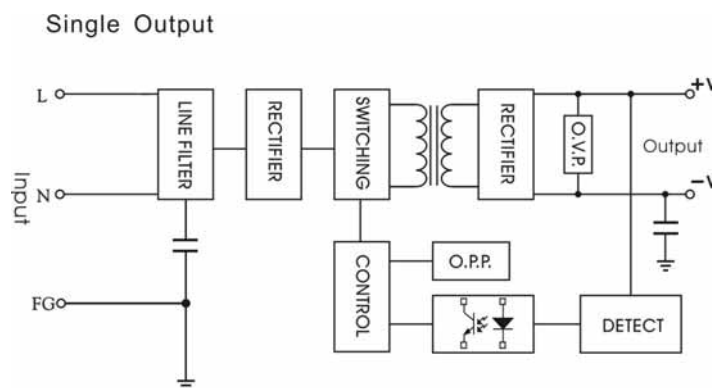 Single Output
L
N
FG
Input
LINE FILTER
RECTIFIER
SWITCHING
RECTIFIER
O.V.P.
+V
Output
-V
CONTROL
O.P.P.
DETECT